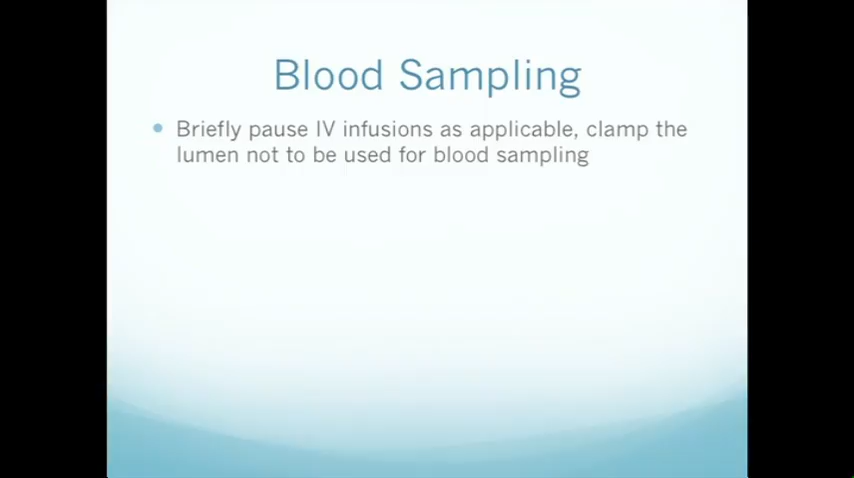 Blood Sampling
Briefly pause IV infusions as applicable, clamp the
lumen not to be used for blood sampling